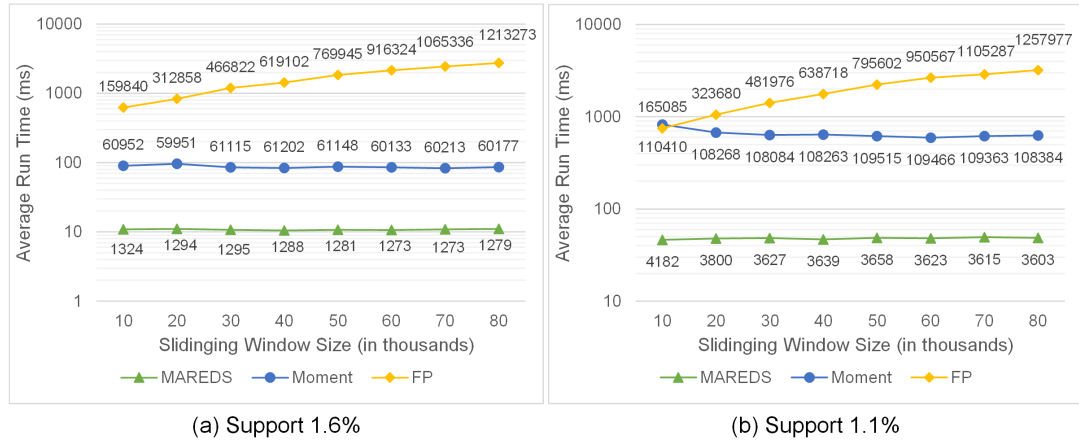 10000
1000
100
10
1
Average Run Time (ms)
159840 312858 466822 619102 769945 916324 1065336 1213273
60952 59951 61115 61202 61148 60133 60213 60177
1324 1294 1295 1288 1281 1273 1273 1279
10 20 30 40 50 60 70 80
Slidinging Window Size (in thousands)
MAREDS Moment FP
(a) Support 1.6%
10000
1000
100
10
Average Run Time (ms)
165085 323680 481976 638718 795602 950567 1105287 1257977
110410 108268 108084 108263 109515 109466 109363 108384
4182 3800 3627 3639 3658 3623 3615 3603
10 20 30 40 50 60 70 80
Slidinging Window Size (in thousands)
MAREDS Moment FP
(b) Support 1.1%